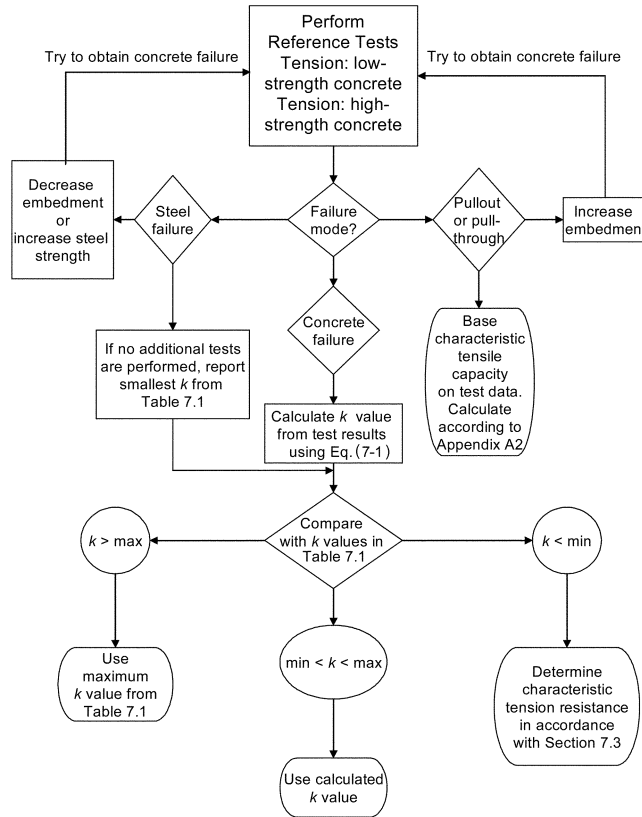 Perform
Reference Tests
Tension: low-
strength concrete
Tension: high-
strength concrete
Try to obtain concrete failure
Try to obtain concrete failure
Decrease
embedment
or
increase steel
strength
Steel
failure
Failure
mode?
Pullout
or pull-
through
Increase
embedmen
If no additional tests
are performed, report
smallest k from
Table 7.1
Concrete
failure
Base
characteristic
tensile
capacity
on test data.
Calculate
according to
Appendix A2
Calculate k value
from test results
using Eq. (7-1)
k > max
Compare
with k values in
Table 7.1
k < min
Use
maximum
k value from
Table 7.1
min < k < max
Determine
characteristic
tension resistance
in accordance
with Section 7.3
Use calculated
k value